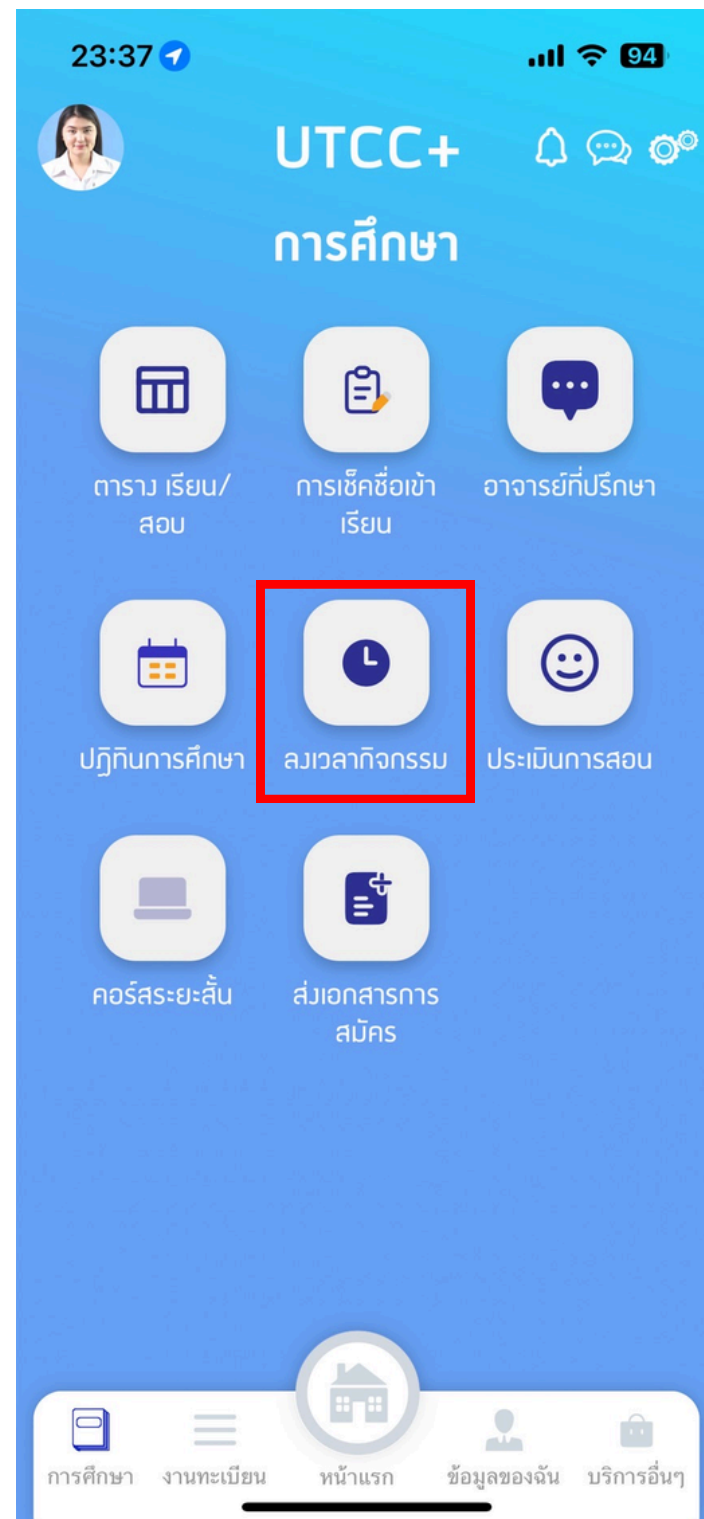 23:37
94
UTCC+
การศึกษา
ตาราง เรียน/
สอบ
การเช็คชื่อเข้า
เรียน
อาจารย์ที่ปรึกษา
ปฏิทินการศึกษา
ลงเวลากิจกรรม
ประเมินการสอน
คอร์สระยะสั้น
ส่งเอกสารการ
สมัคร
การศึกษา
งานทะเบียน
หน้าแรก
ข้อมูลของฉัน
บริการอื่นๆ